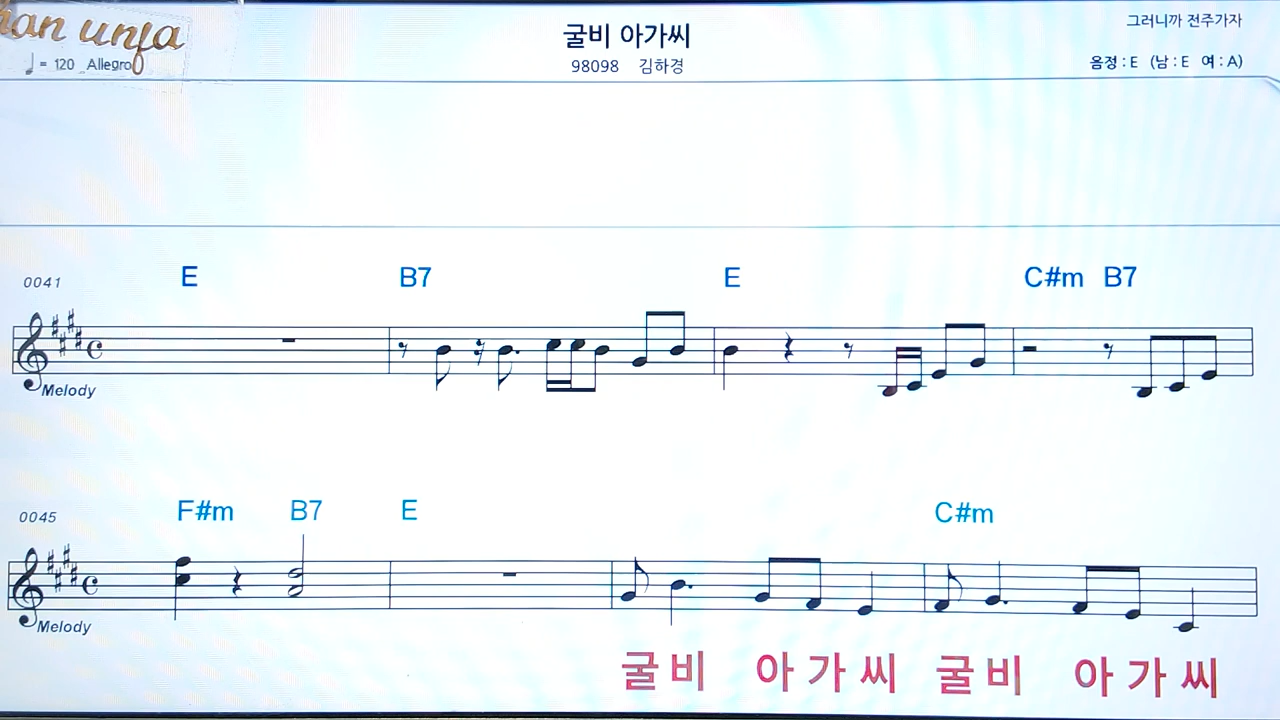 그러니까 전주가자
굴비 아가씨
= 120 Allegro
98098 김하경
음정 : E (남 : E 여 : A)
0041 E B7 E C#m B7
Melody
0045 F#m B7 E C#m
Melody
굴비 아가씨 굴비 아가씨